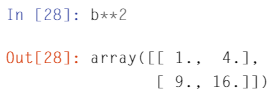 In [28]: b**2
Out[28]: array([[ 1., 4.],
[ 9., 16.]])